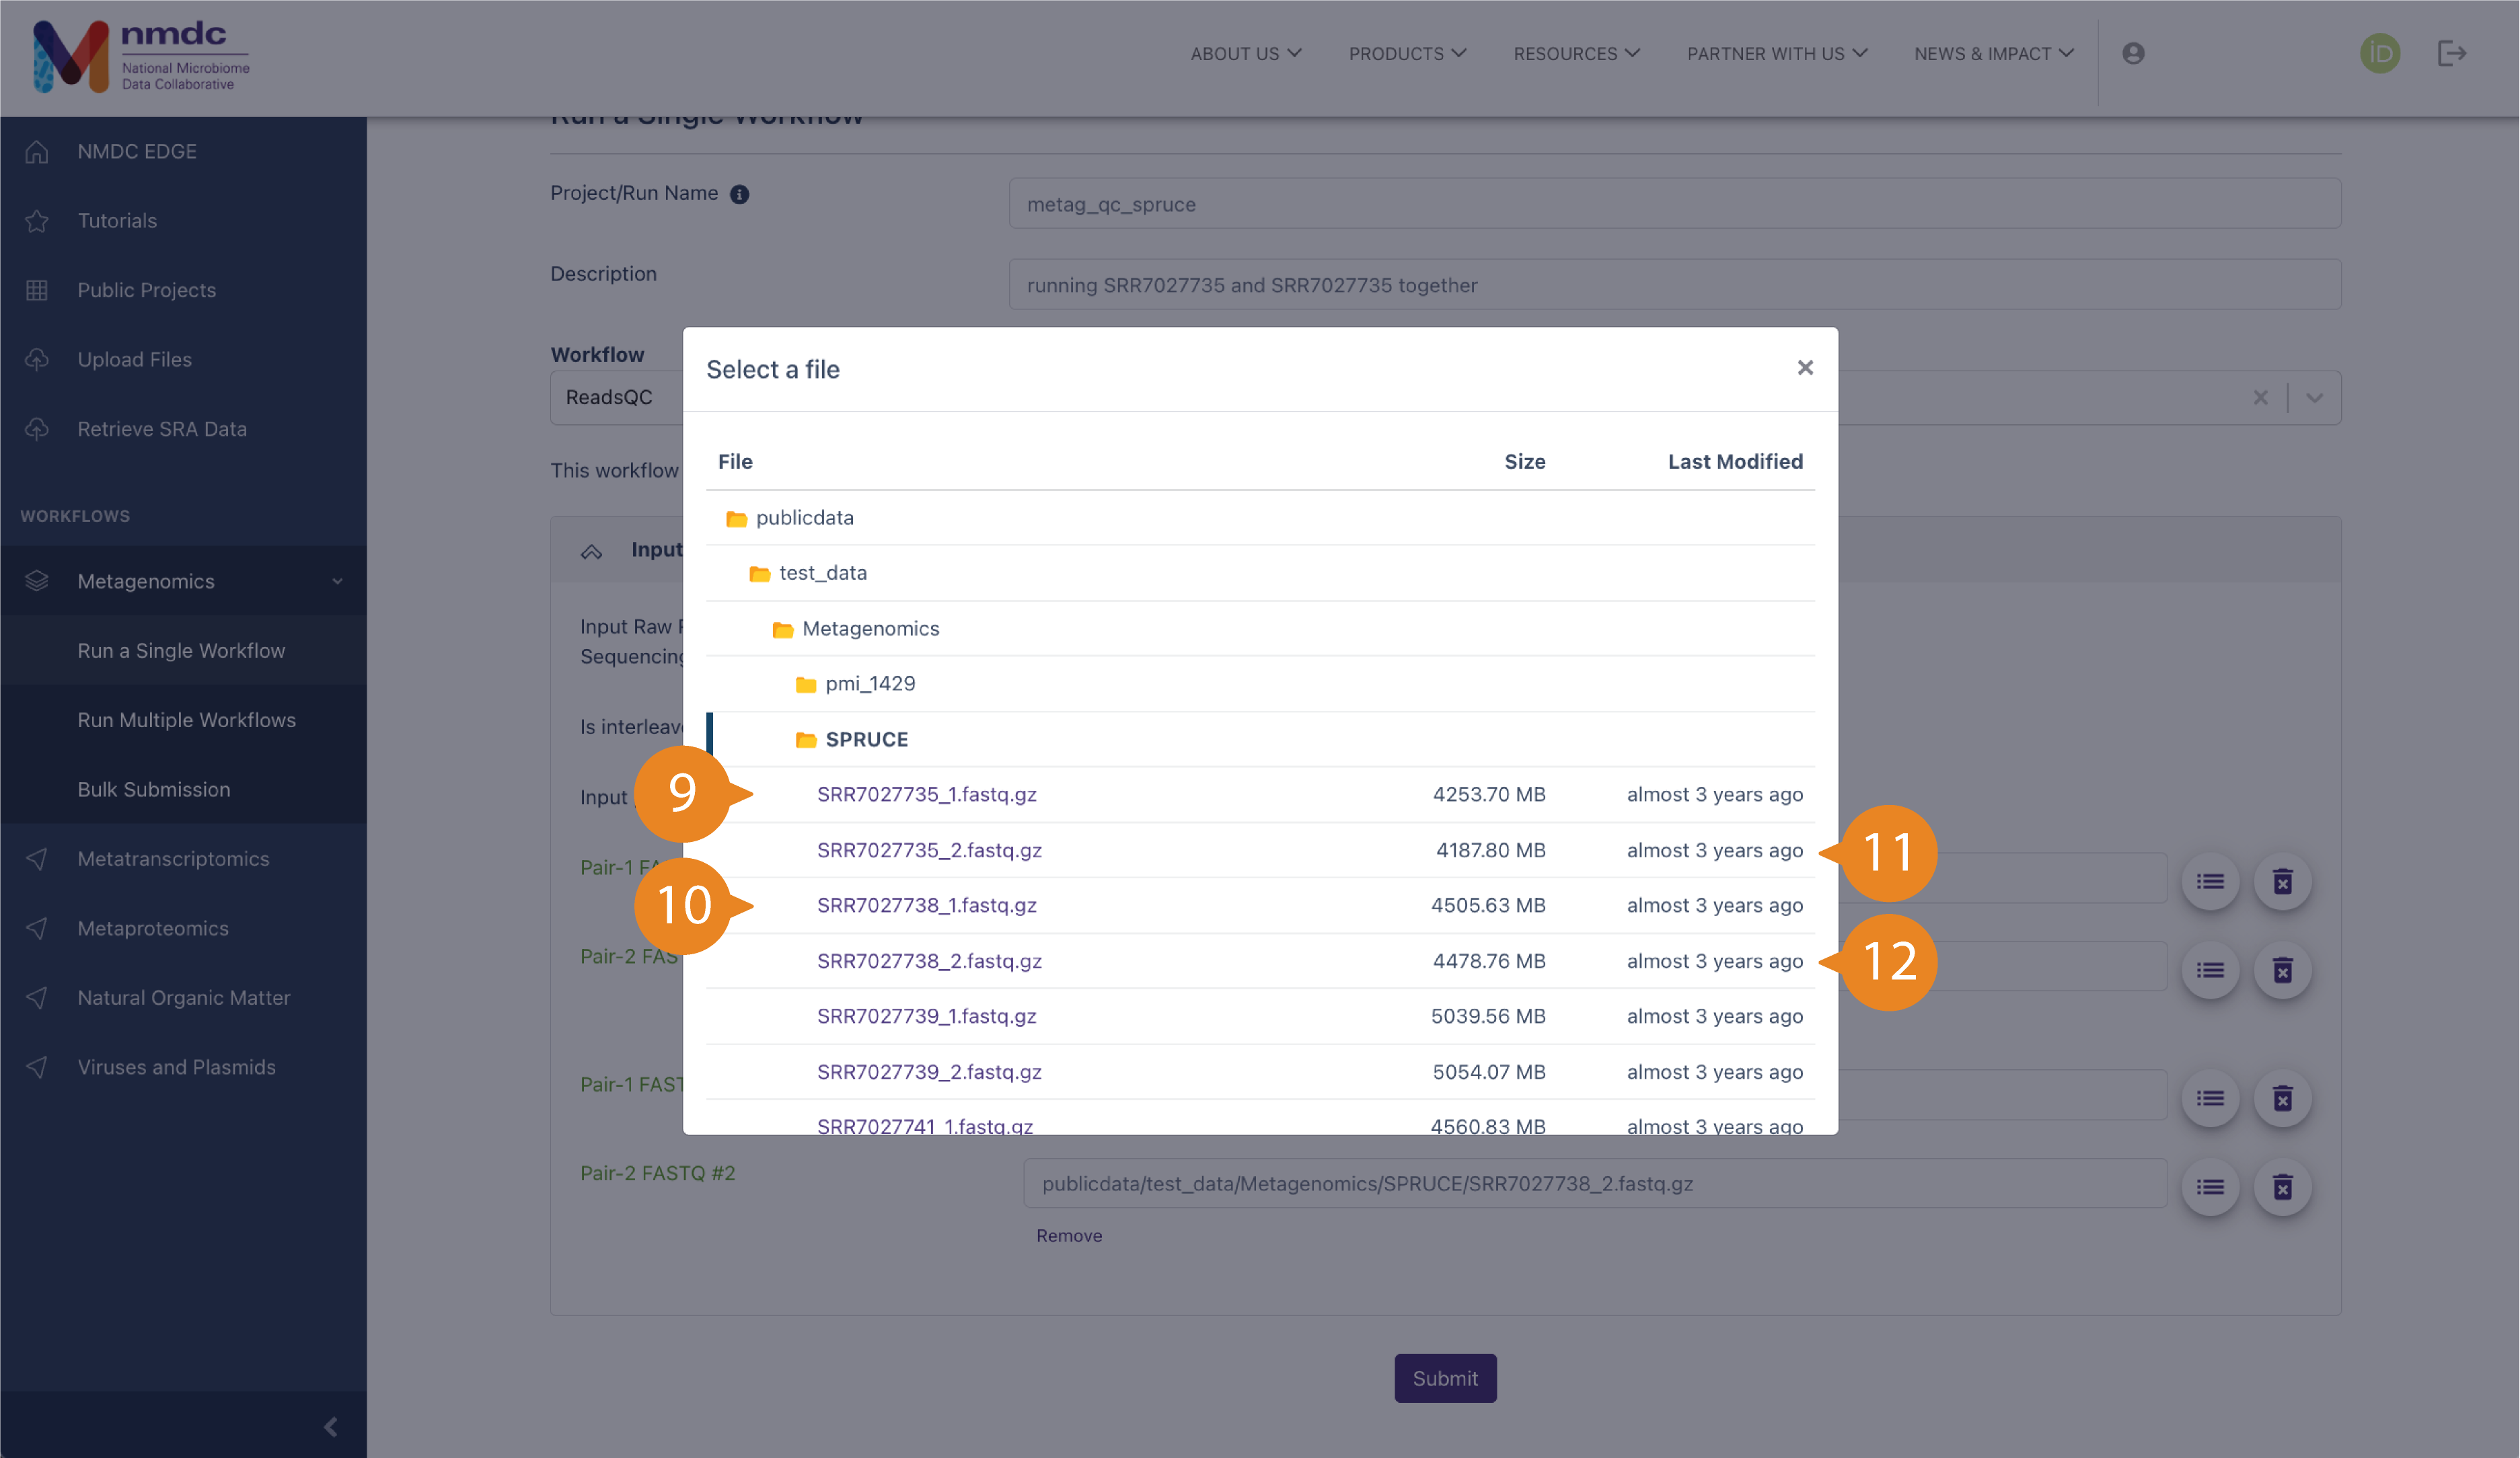 nmdc
National Microbiome
Data Collaborative
ABOUT US
PRODUCTS
RESOURCES
PARTNER WITH US
NEWS & IMPACT
iD
NMDC EDGE
Tutorials
Public Projects
Upload Files
Retrieve SRA Data
WORKFLOWS
Metagenomics
Run a Single Workflow
Run Multiple Workflows
Bulk Submission
Metatranscriptomics
Metaproteomics
Natural Organic Matter
Viruses and Plasmids
Run a Single Workflow
Project/Run Name
metag_qc_spruce
Description
running SRR7027735 and SRR7027735 together
Workflow
ReadsQC
This workflow
Input
Input Raw
Sequencing
Is interleave
Input
Pair-1
Pair-2 FAS
Pair-1 FAST
Pair-2 FASTQ #2
publicdata/test_data/Metagenomics/SPRUCE/SRR7027738_2.fastq.gz
Remove
Submit
Select a file
File Size Last Modified
publicdata
test_data
Metagenomics
pmi_1429
SPRUCE
9 SRR7027735_1.fastq.gz 4253.70 MB almost 3 years ago
SRR7027735_2.fastq.gz 4187.80 MB almost 3 years ago 11
10 SRR7027738_1.fastq.gz 4505.63 MB almost 3 years ago
SRR7027738_2.fastq.gz 4478.76 MB almost 3 years ago 12
SRR7027739_1.fastq.gz 5039.56 MB almost 3 years ago
SRR7027739_2.fastq.gz 5054.07 MB almost 3 years ago
SRR7027741_1.fastq.gz 4560.83 MB almost 3 years ago